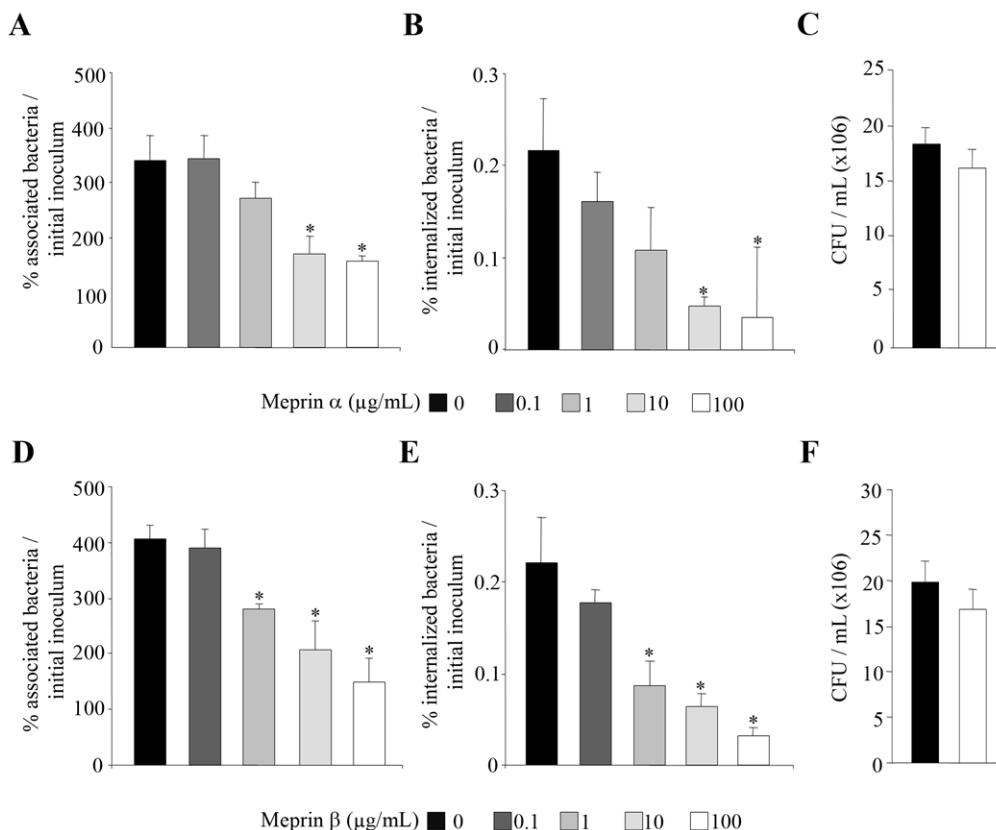 A
% associated bacteria /
initial inoculum
500
400
300
200
100
0
B
% internalized bacteria /
initial inoculum
0.3
0.2
0.1
0
*
*
*
*
C
CFU / mL (x106)
25
20
15
10
5
0
Meprin α (µg/mL) 0 0.1 1 10 100
D
% associated bacteria /
initial inoculum
500
400
300
200
100
0
*
*
*
E
% internalized bacteria /
initial inoculum
0.3
0.2
0.1
0
*
*
*
F
CFU / mL (x106)
30
25
20
15
10
5
0
Meprin β (µg/mL) 0 0.1 1 10 100